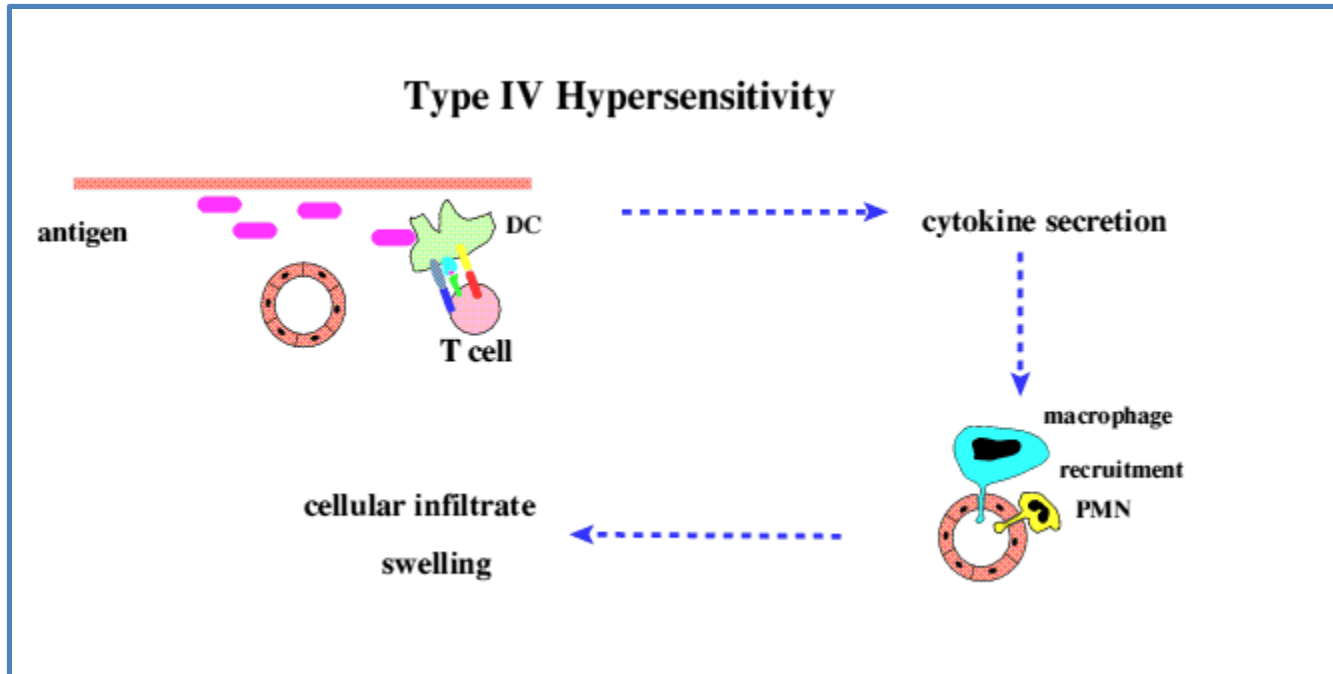 Type IV Hypersensitivity
antigen
DC
T cell
cytokine secretion
macrophage
recruitment
PMN
cellular infiltrate
swelling